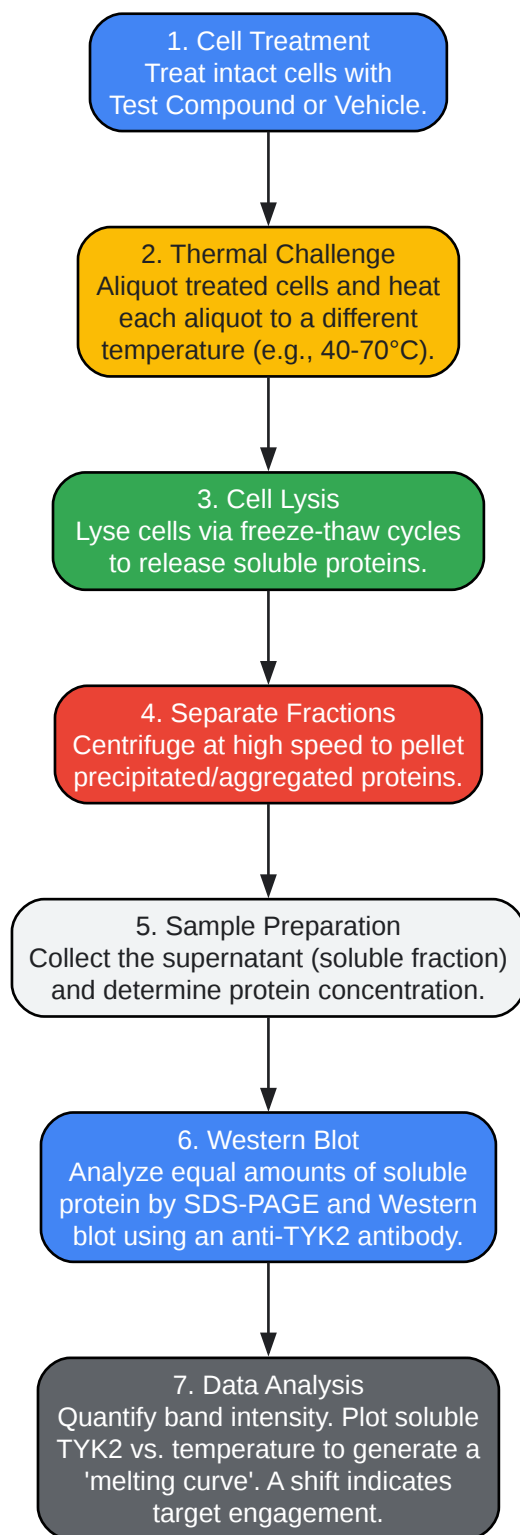 1. Cell Treatment
Treat intact cells with
Test Compound or Vehicle.
2. Thermal Challenge
Aliquot treated cells and heat
each aliquot to a different
temperature (e.g., 40-70°C).
3. Cell Lysis
Lyse cells via freeze-thaw cycles
to release soluble proteins.
4. Separate Fractions
Centrifuge at high speed to pellet
precipitated/aggregated proteins.
5. Sample Preparation
Collect the supernatant (soluble fraction)
and determine protein concentration.
6. Western Blot
Analyze equal amounts of soluble
protein by SDS-PAGE and Western
blot using an anti-TYK2 antibody.
7. Data Analysis
Quantify band intensity. Plot soluble
TYK2 vs. temperature to generate a
'melting curve'. A shift indicates
target engagement.